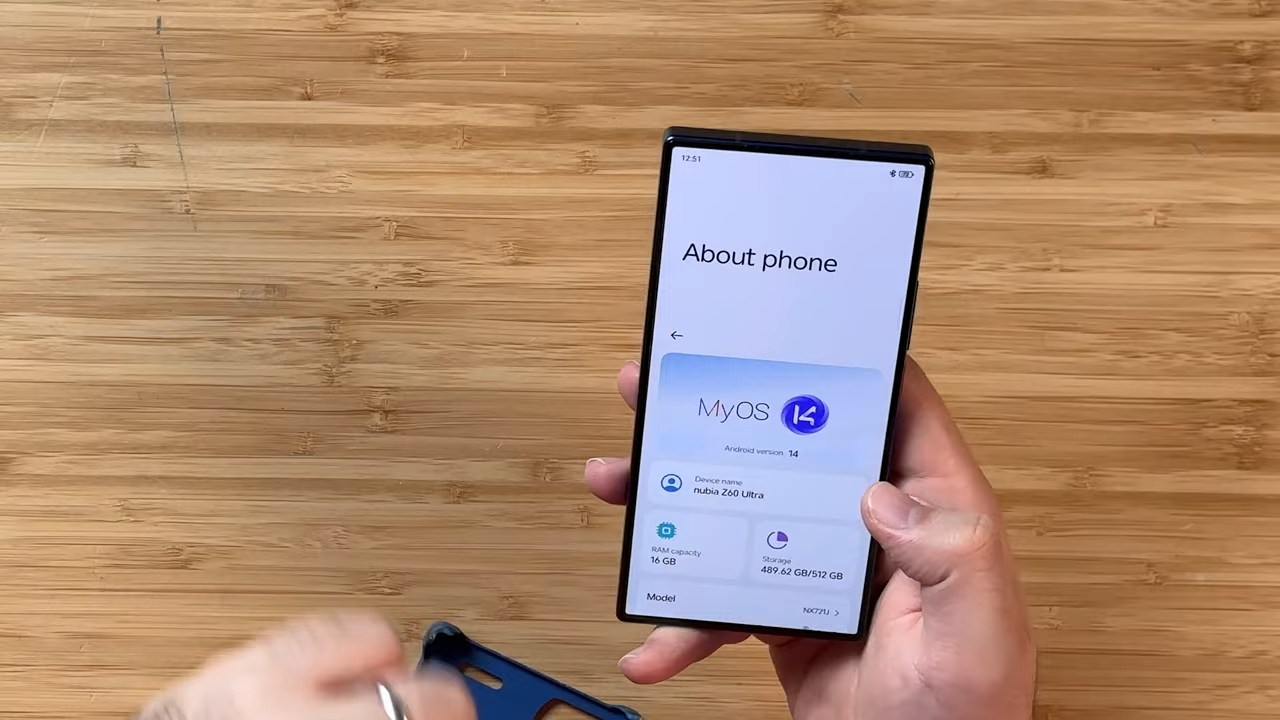 12:51
About phone
MyOS 14
Android version 14
Device name
nubia Z60 Ultra
RAM capacity
16 GB
Storage
489.62 GB/512 GB
Model
NX721J